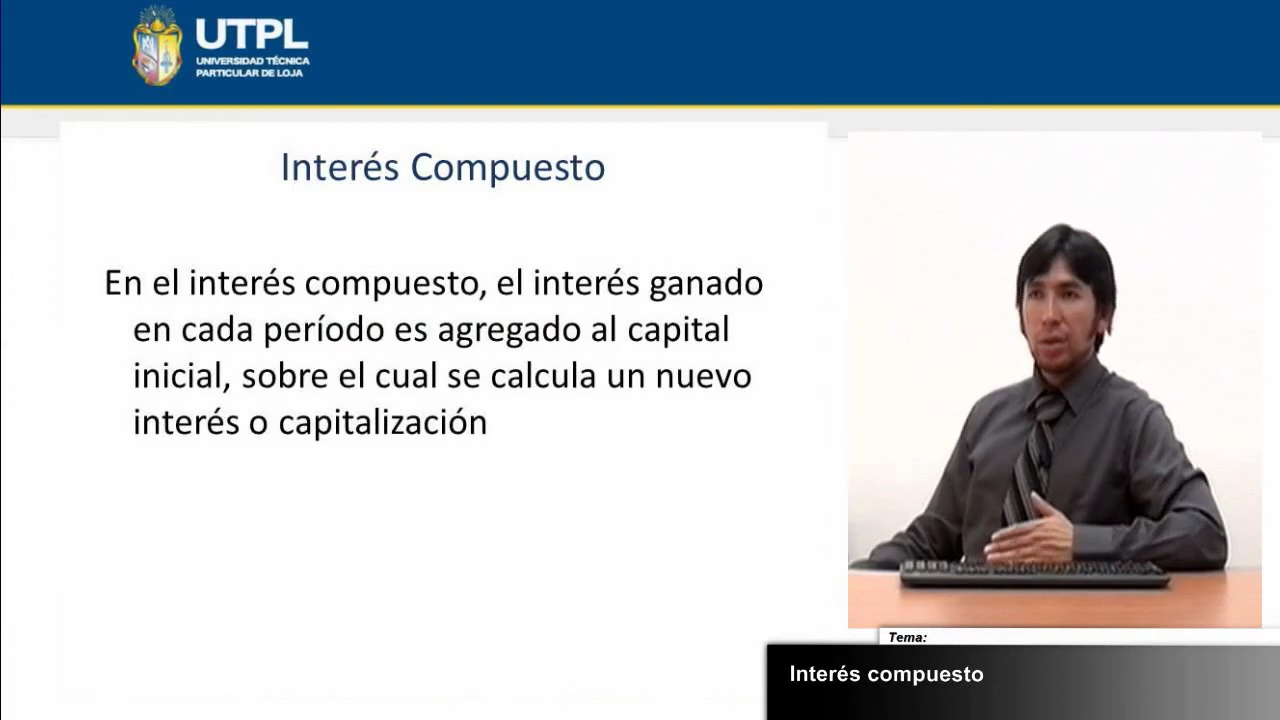 UTPL
UNIVERSIDAD TÉCNICA
PARTICULAR DE LOJA
Interés Compuesto
En el interés compuesto, el interés ganado
en cada período es agregado al capital
inicial, sobre el cual se calcula un nuevo
interés o capitalización
Tema:
Interés compuesto